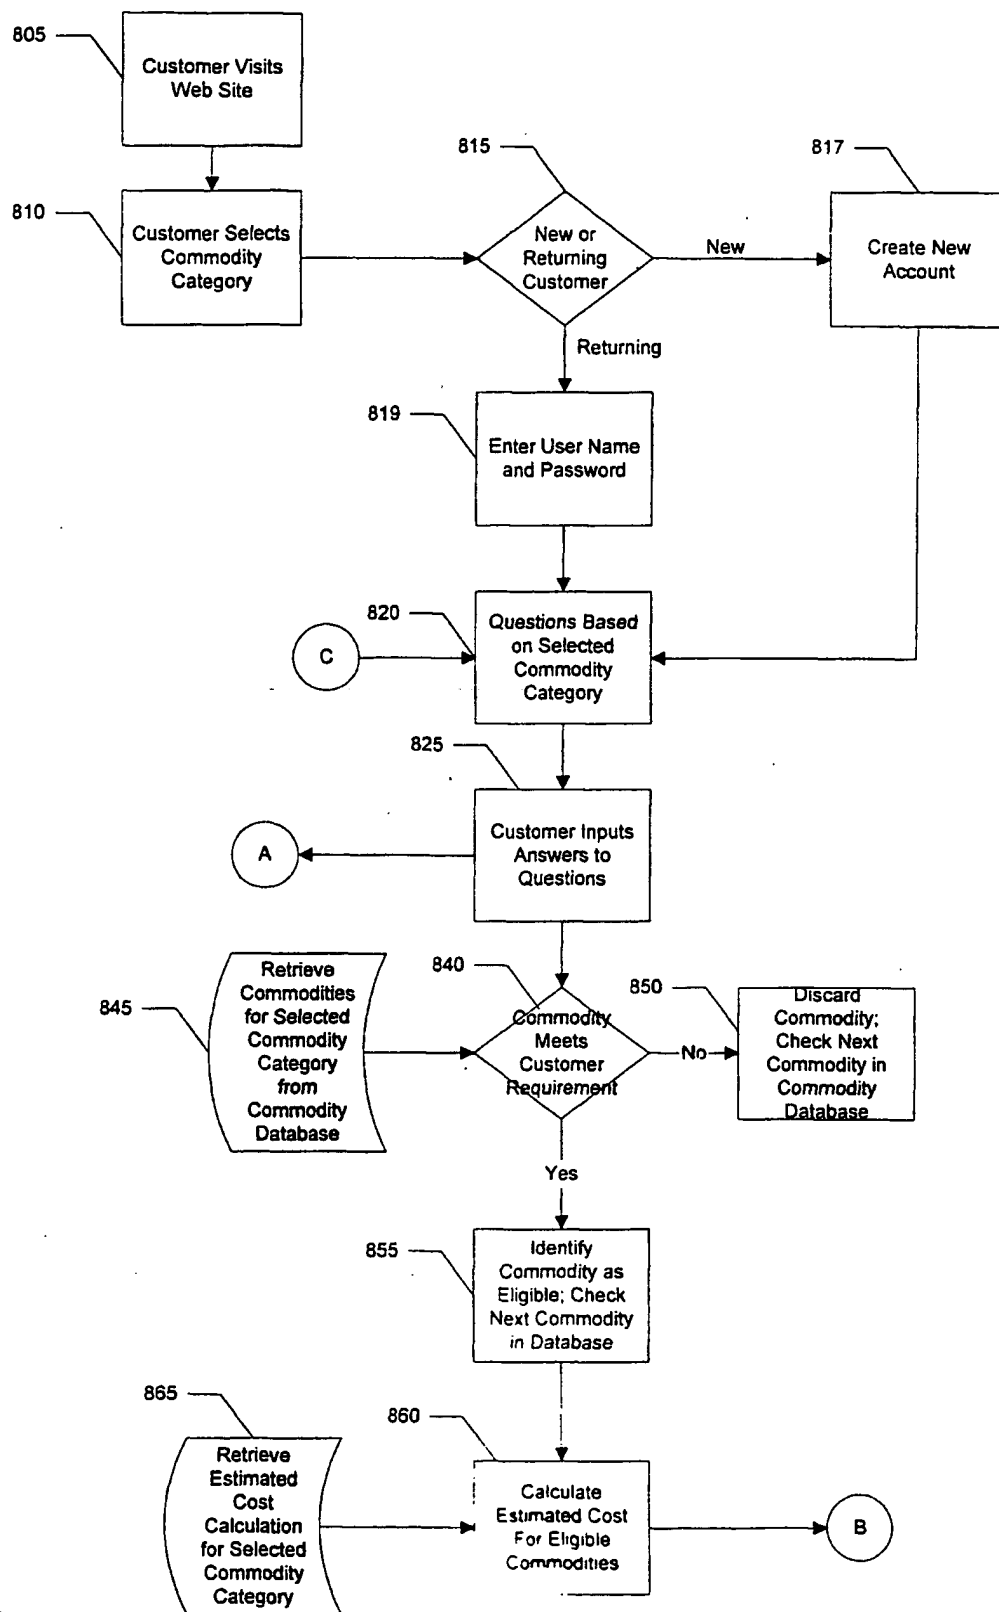 805
Customer Visits
Web Site
810
Customer Selects
Commodity
Category
815
New or
Returning
Customer
New
817
Create New
Account
Returning
819
Enter User Name
and Password
820
Questions Based
on Selected
Commodity
Category
C
825
Customer Inputs
Answers to
Questions
A
845
Retrieve
Commodities
for Selected
Commodity
Category
from
Commodity
Database
840
Commodity
Meets
Customer
Requirement
No
850
Discard
Commodity;
Check Next
Commodity in
Commodity
Database
Yes
855
Identify
Commodity as
Eligible; Check
Next Commodity
in Database
865
Retrieve
Estimated
Cost
Calculation
for Selected
Commodity
Category
860
Calculate
Estimated Cost
For Eligible
Commodities
B